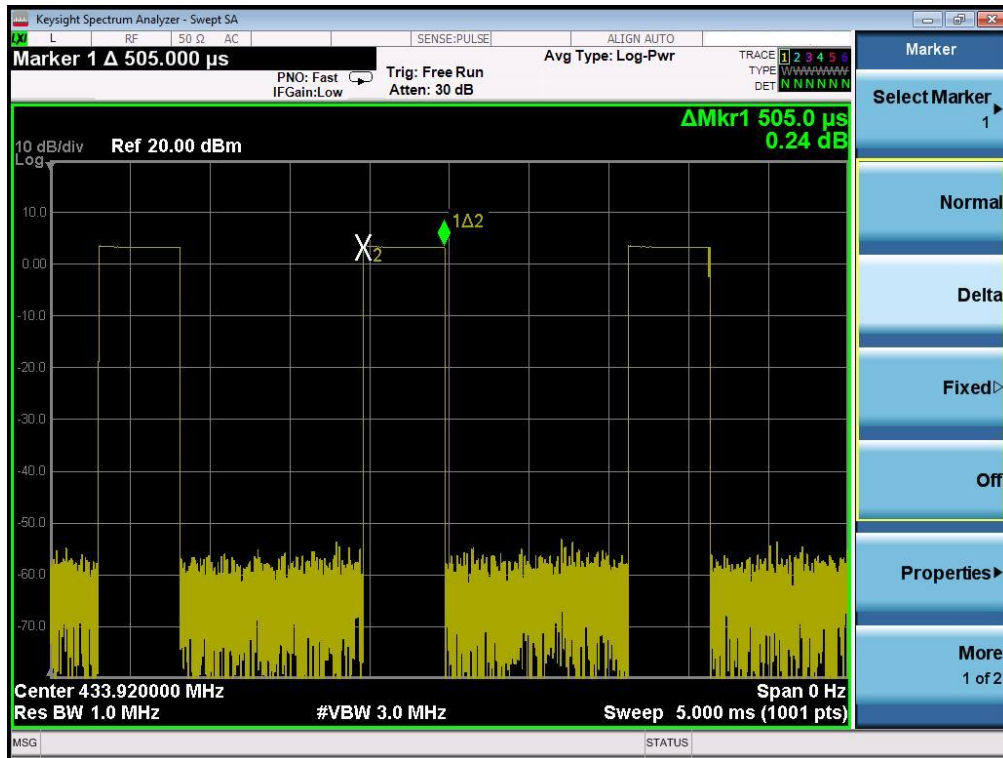 Keysight Spectrum Analyzer - Swept SA
LXI L RF 50 Ω AC SENSE:PULSE ALIGN AUTO
Marker 1 Δ 505.000 µs
PNO: Fast
IFGain:Low
Trig: Free Run
Atten: 30 dB
Avg Type: Log-Pwr
TRACE 1 2 3 4 5 6
TYPE WWWWWW
DET N N N N N N
ΔMkr1 505.0 µs
0.24 dB
10 dB/div Ref 20.00 dBm
Log
10.0
1Δ2
X2
0.00
-10.0
-20.0
-30.0
-40.0
-50.0
-60.0
-70.0
Center 433.920000 MHz Span 0 Hz
Res BW 1.0 MHz #VBW 3.0 MHz Sweep 5.000 ms (1001 pts)
MSG STATUS
Marker
Select Marker
1
Normal
Delta
Fixed
Off
Properties
More
1 of 2